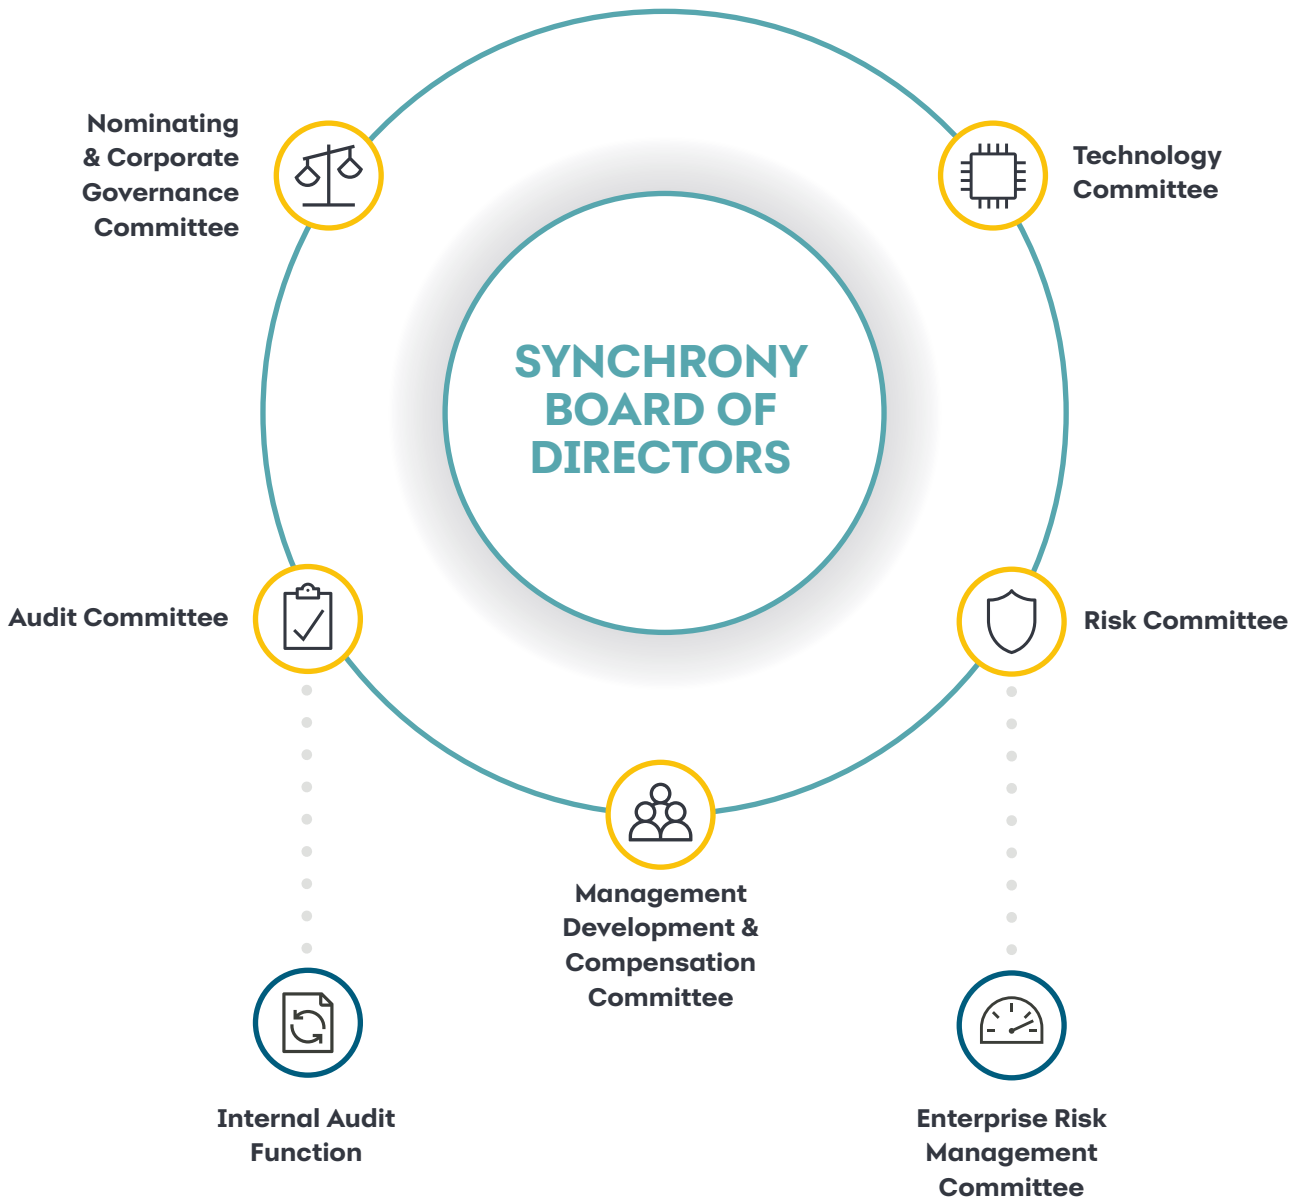 Nominating
& Corporate
Governance
Committee
Technology
Committee
SYNCHRONY
BOARD OF
DIRECTORS
Audit Committee
Risk Committee
Management
Development &
Compensation
Committee
Internal Audit
Function
Enterprise Risk
Management
Committee